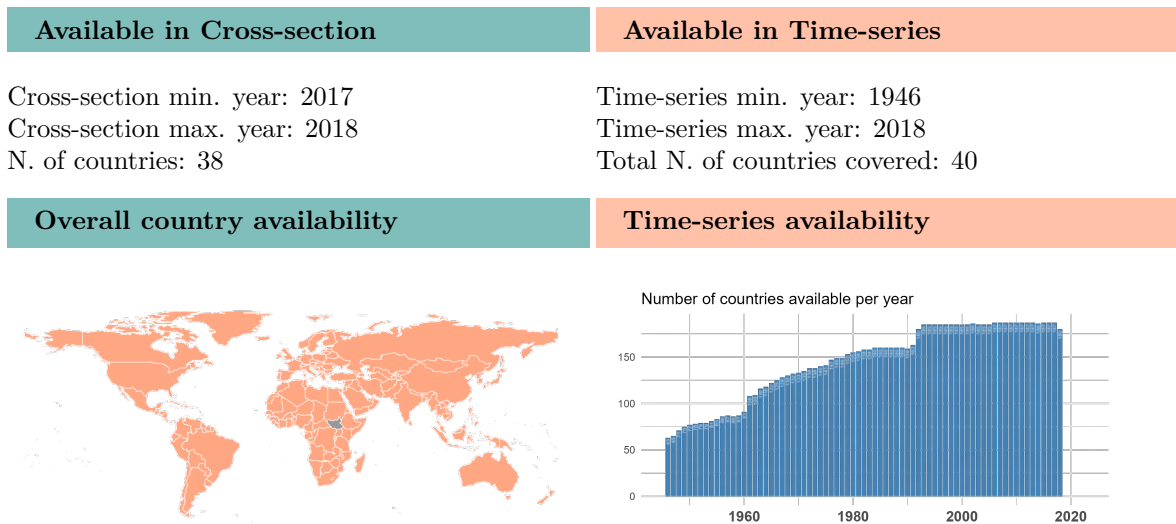 Available in Cross-section
Available in Time-series
Cross-section min. year: 2017
Cross-section max. year: 2018
N. of countries: 38
Time-series min. year: 1946
Time-series max. year: 2018
Total N. of countries covered: 40
Overall country availability
Time-series availability
Number of countries available per year
150
100
50
0
1960 1980 2000 2020